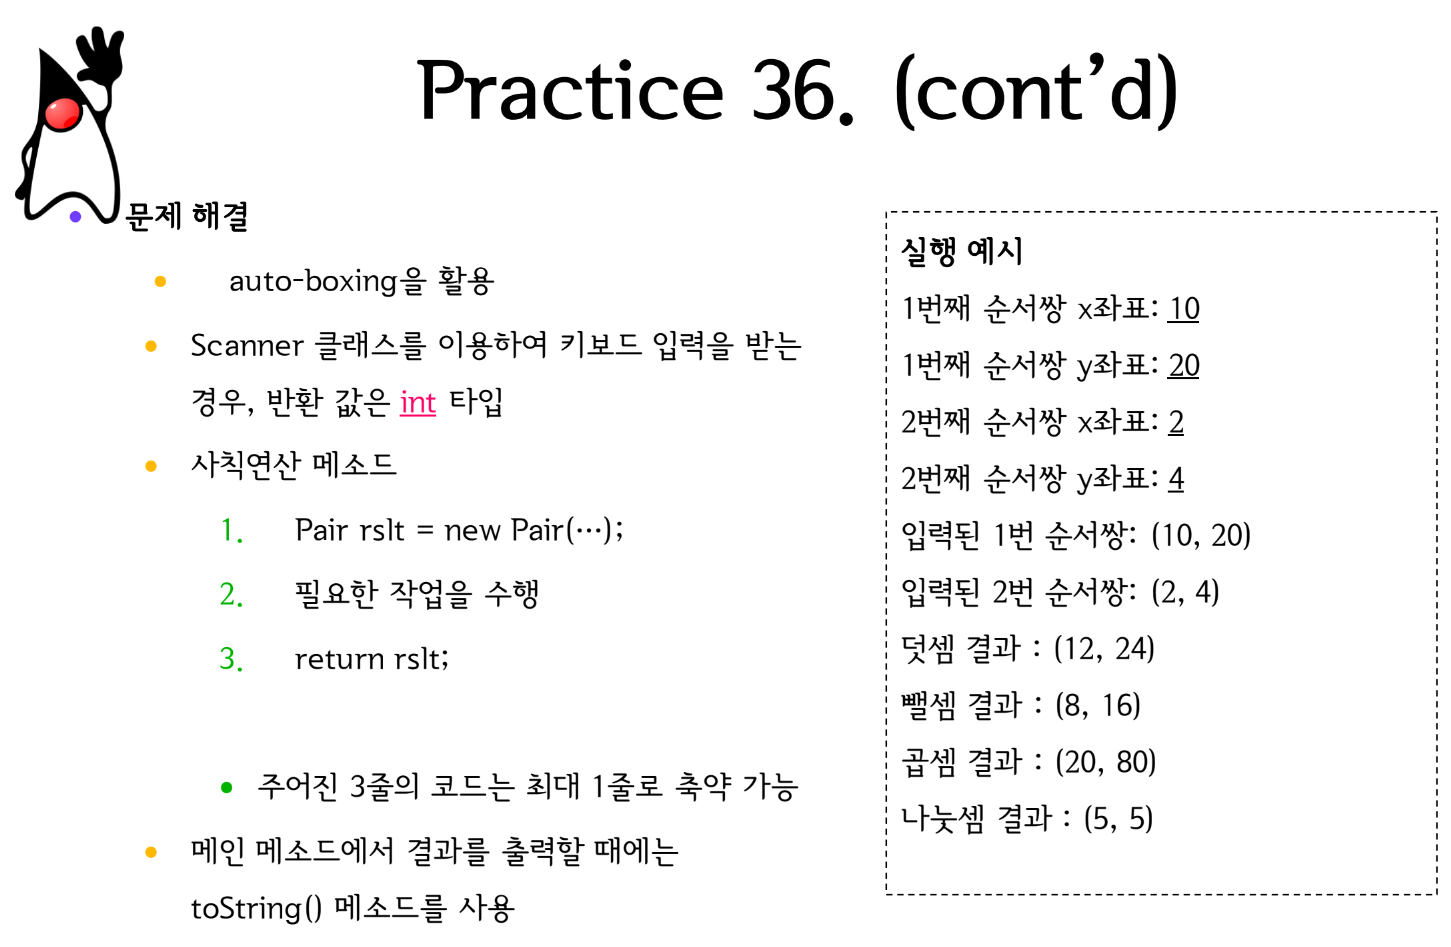 Practice 36. (cont’d)
• 문제 해결
• auto-boxing을 활용
• Scanner 클래스를 이용하여 키보드 입력을 받는
경우, 반환 값은 int 타입
• 사칙연산 메소드
1. Pair rslt = new Pair(…);
2. 필요한 작업을 수행
3. return rslt;
• 주어진 3줄의 코드는 최대 1줄로 축약 가능
• 메인 메소드에서 결과를 출력할 때에는
toString() 메소드를 사용
실행 예시
1번째 순서쌍 x좌표: 10
1번째 순서쌍 y좌표: 20
2번째 순서쌍 x좌표: 2
2번째 순서쌍 y좌표: 4
입력된 1번 순서쌍: (10, 20)
입력된 2번 순서쌍: (2, 4)
덧셈 결과 : (12, 24)
뺄셈 결과 : (8, 16)
곱셈 결과 : (20, 80)
나눗셈 결과 : (5, 5)